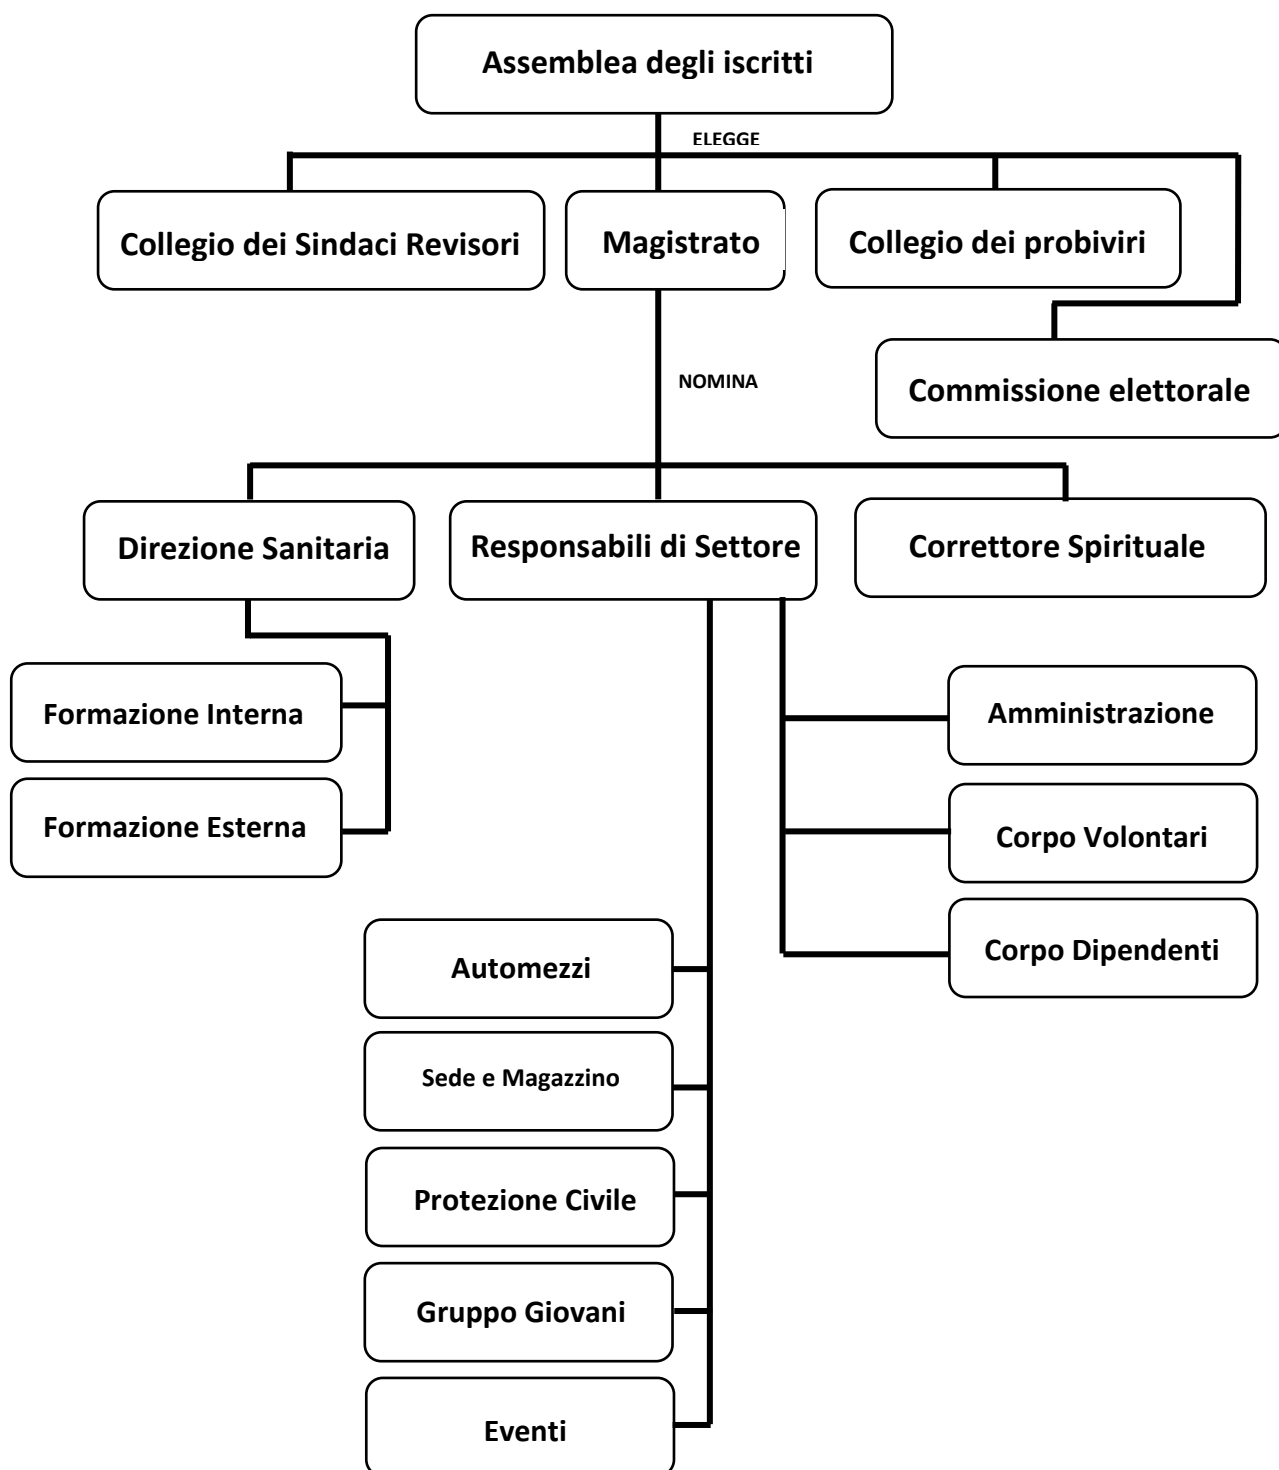 Assemblea degli iscritti
ELEGGE
Collegio dei Sindaci Revisori
Magistrato
Collegio dei probiviri
Commissione elettorale
NOMINA
Direzione Sanitaria
Responsabili di Settore
Correttore Spirituale
Formazione Interna
Formazione Esterna
Amministrazione
Corpo Volontari
Corpo Dipendenti
Automezzi
Sede e Magazzino
Protezione Civile
Gruppo Giovani
Eventi